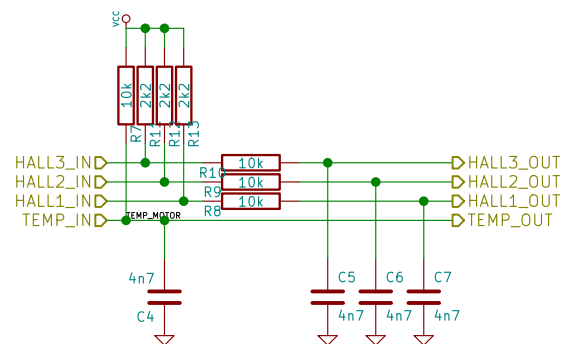 VCC
10k
2k2
2k2
2k2
R7
R11
R12
R13
HALL3_IN
10k
HALL3_OUT
R10
HALL2_IN
10k
HALL2_OUT
R9
HALL1_IN
10k
HALL1_OUT
R8
TEMP_IN
TEMP_MOTOR
TEMP_OUT
4n7
C4
C5
4n7
C6
4n7
C7
4n7